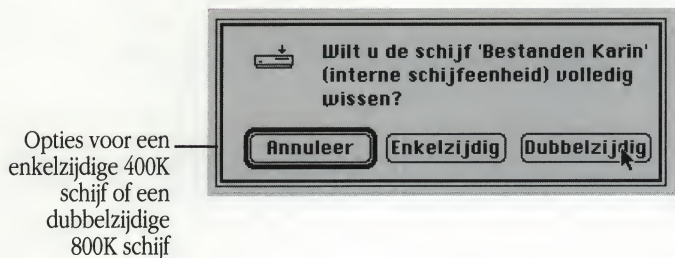 Wilt u de schijf 'Bestanden Karin'
(interne schijfeenheid) volledig
wissen?
Annuleer Enkelzijdig Dubbelzijdig
Opties voor een
enkelzijdige 400K
schijf of een
dubbelzijdige
800K schijf